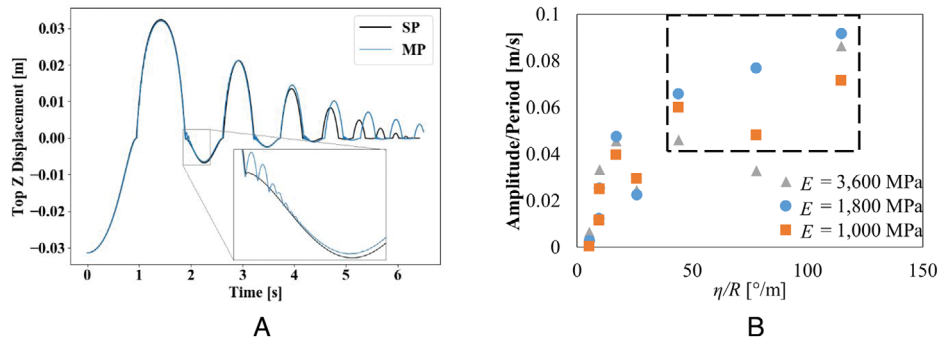 SP
MP
Top Z Displacement [m]
0.03
0.02
0.01
0.00
−0.01
−0.02
−0.03
0
1
2
3
4
5
6
Time [s]
A
Amplitude/Period [m/s]
0.1
0.08
0.06
0.04
0.02
0
0
50
100
150
E = 3,600 MPa
E = 1,800 MPa
E = 1,000 MPa
η/R [°/m]
B